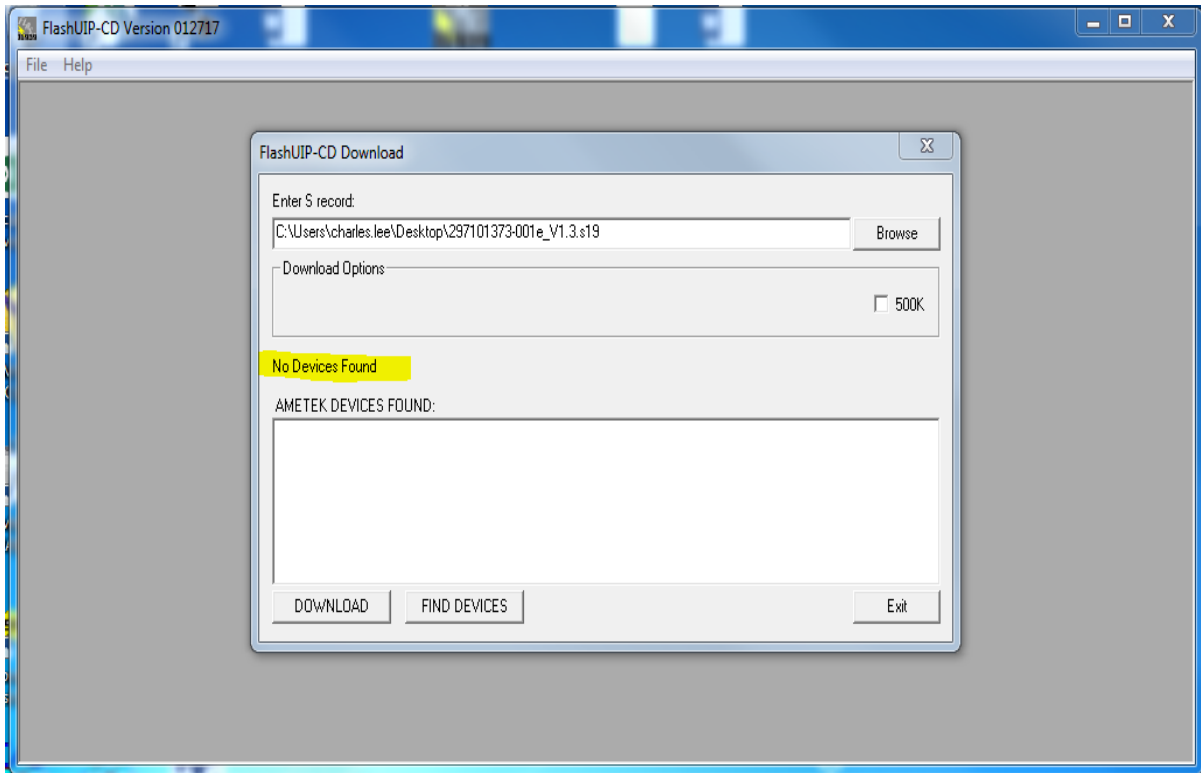 FlashUIP-CD Version 012717
X
File Help
FlashUIP-CD Download
Enter S record:
C:\Users\charles.lee\Desktop\297101373-001e_V1.3.s19
Browse
Download Options
500K
No Devices Found
AMETEK DEVICES FOUND:
DOWNLOAD FIND DEVICES Exit